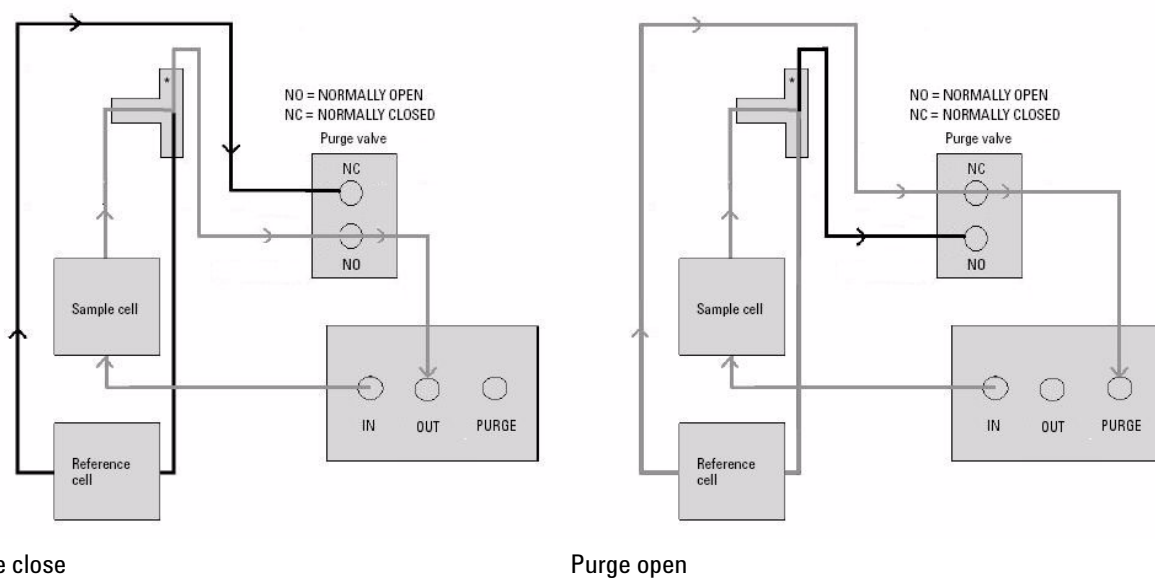 *
NO = NORMALLY OPEN
NC = NORMALLY CLOSED
Purge valve
NC
NO
Sample cell
IN OUT PURGE
Reference
cell
*
NO = NORMALLY OPEN
NC = NORMALLY CLOSED
Purge valve
NC
NO
Sample cell
IN OUT PURGE
Reference
cell
e close
Purge open